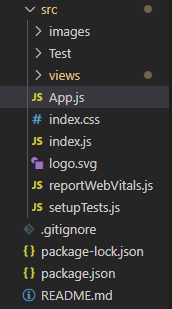 src
images
Test
views
JS App.js
# index.css
JS index.js
logo.svg
JS reportWebVitals.js
JS setupTests.js
.gitignore
{} package-lock.json
{} package.json
README.md